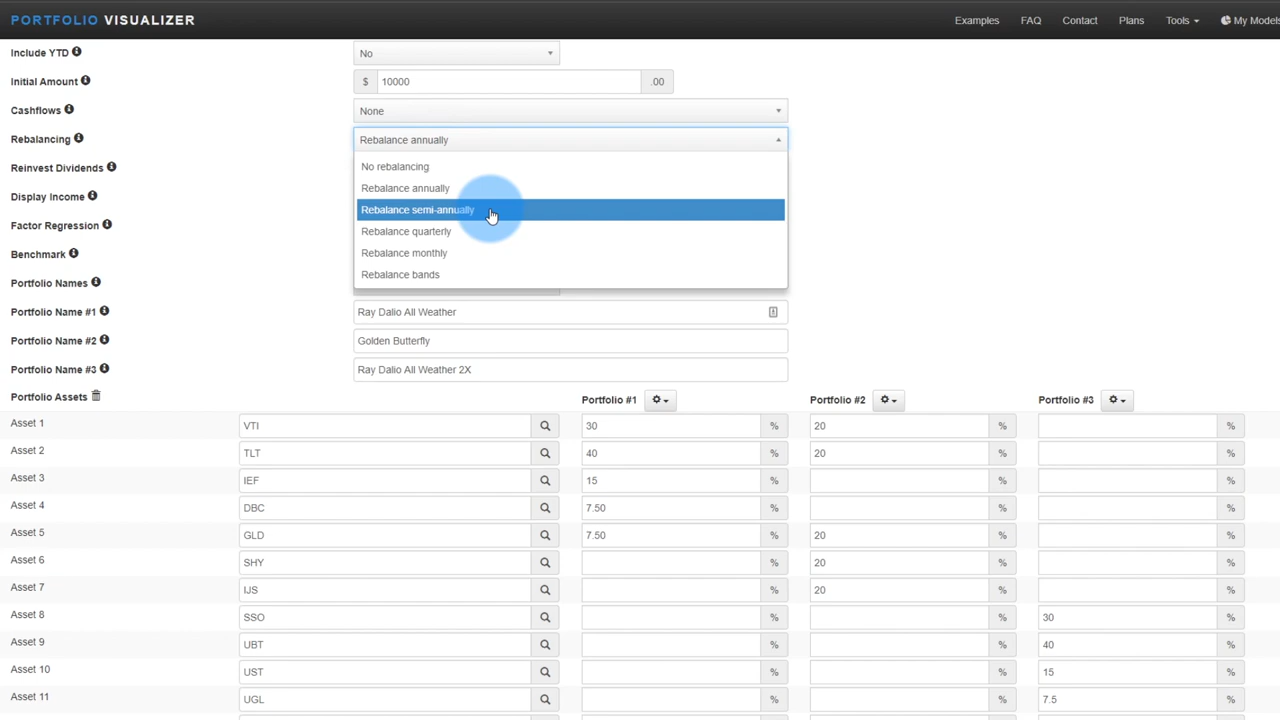 PORTFOLIO VISUALIZER Examples FAQ Contact Plans Tools My Models
Include YTD No
Initial Amount $ 10000 .00
Cashflows None
Rebalancing Rebalance annually
No rebalancing
Reinvest Dividends
Rebalance annually
Display Income
Rebalance semi-annually
Factor Regression
Rebalance quarterly
Benchmark Rebalance monthly
Rebalance bands
Portfolio Names
Portfolio Name #1 Ray Dalio All Weather
Portfolio Name #2 Golden Butterfly
Portfolio Name #3 Ray Dalio All Weather 2X
Portfolio Assets Portfolio #1 Portfolio #2 Portfolio #3
Asset 1 VTI 30 % 20 % %
Asset 2 TLT 40 % 20 % %
Asset 3 IEF 15 % % %
Asset 4 DBC 7.50 % % %
Asset 5 GLD 7.50 % 20 % %
Asset 6 SHY % 20 % %
Asset 7 IJS % 20 % %
Asset 8 SSO % % 30 %
Asset 9 UBT % % 40 %
Asset 10 UST % % 15 %
Asset 11 UGL % % 7.5 %